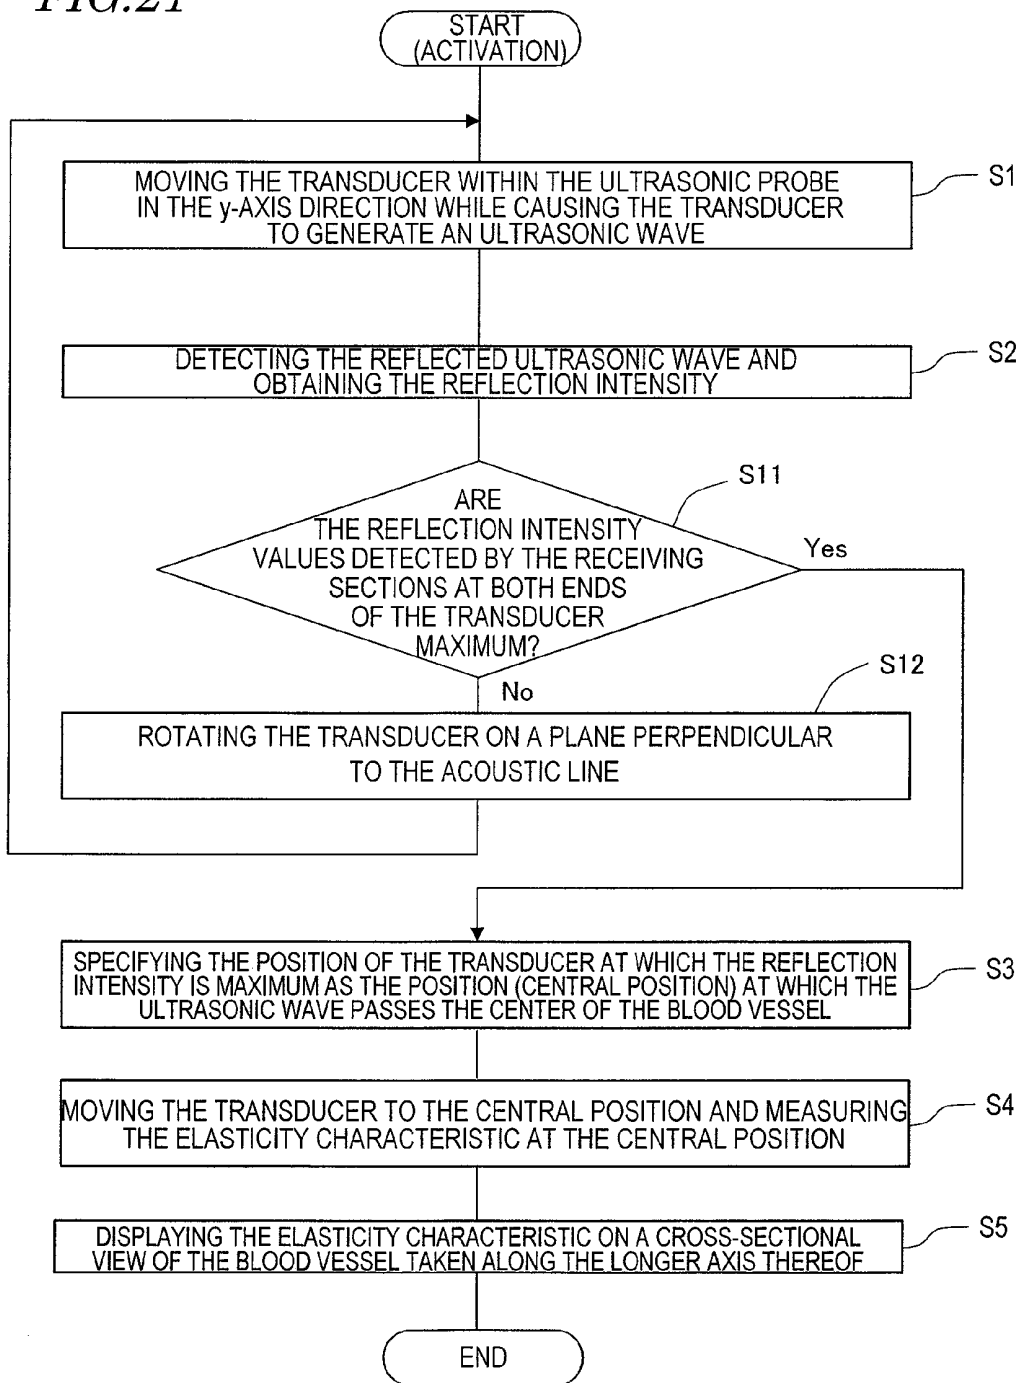 FIG.21
START
(ACTIVATION)
MOVING THE TRANSDUCER WITHIN THE ULTRASONIC PROBE
IN THE y-AXIS DIRECTION WHILE CAUSING THE TRANSDUCER
TO GENERATE AN ULTRASONIC WAVE
S1
DETECTING THE REFLECTED ULTRASONIC WAVE AND
OBTAINING THE REFLECTION INTENSITY
S2
ARE
THE REFLECTION INTENSITY
VALUES DETECTED BY THE RECEIVING
SECTIONS AT BOTH ENDS
OF THE TRANSDUCER
MAXIMUM?
S11
Yes
No
S12
ROTATING THE TRANSDUCER ON A PLANE PERPENDICULAR
TO THE ACOUSTIC LINE
SPECIFYING THE POSITION OF THE TRANSDUCER AT WHICH THE REFLECTION
INTENSITY IS MAXIMUM AS THE POSITION (CENTRAL POSITION) AT WHICH THE
ULTRASONIC WAVE PASSES THE CENTER OF THE BLOOD VESSEL
S3
MOVING THE TRANSDUCER TO THE CENTRAL POSITION AND MEASURING
THE ELASTICITY CHARACTERISTIC AT THE CENTRAL POSITION
S4
DISPLAYING THE ELASTICITY CHARACTERISTIC ON A CROSS-SECTIONAL
VIEW OF THE BLOOD VESSEL TAKEN ALONG THE LONGER AXIS THEREOF
S5
END